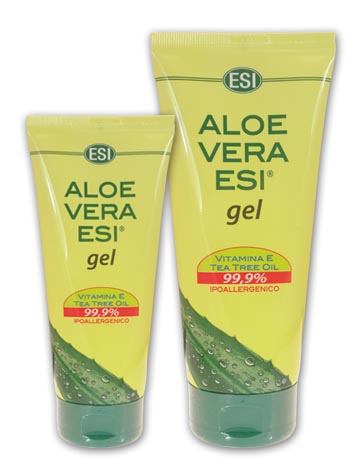 ESI
ALOE
VERA
ESI®
gel
VITAMINA E
TEA TREE OIL
99,9%
IPOALLERGENICO
ESI
ALOE
VERA
ESI®
gel
VITAMINA E
TEA TREE OIL
99,9%
IPOALLERGENICO